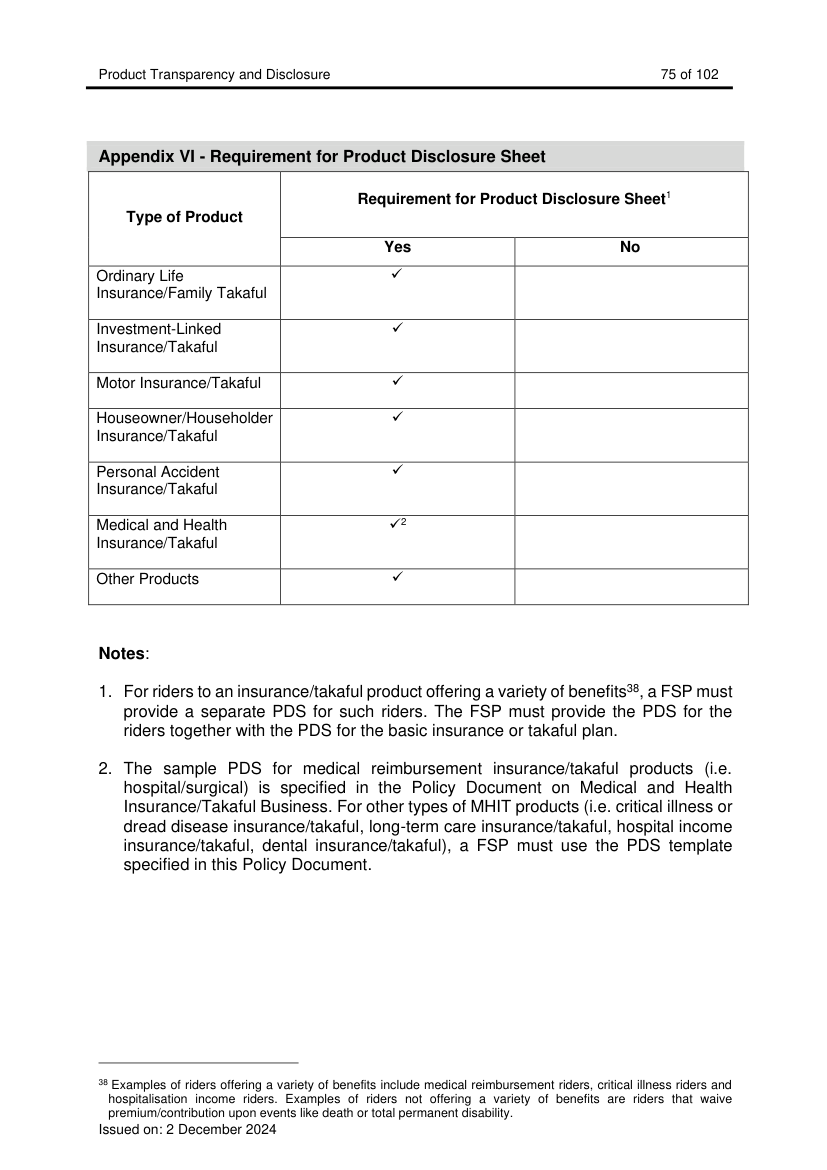 Product Transparency and Disclosure 75 of 102
Appendix VI - Requirement for Product Disclosure Sheet
Type of Product
Requirement for Product Disclosure Sheet1
Yes No
Ordinary Life
Insurance/Family Takaful
✓
Investment-Linked
Insurance/Takaful
✓
Motor Insurance/Takaful ✓
Houseowner/Householder
Insurance/Takaful
✓
Personal Accident
Insurance/Takaful
✓
Medical and Health
Insurance/Takaful
✓2
Other Products ✓
Notes:
1. For riders to an insurance/takaful product offering a variety of benefits38, a FSP must
provide a separate PDS for such riders. The FSP must provide the PDS for the
riders together with the PDS for the basic insurance or takaful plan.
2. The sample PDS for medical reimbursement insurance/takaful products (i.e.
hospital/surgical) is specified in the Policy Document on Medical and Health
Insurance/Takaful Business. For other types of MHIT products (i.e. critical illness or
dread disease insurance/takaful, long-term care insurance/takaful, hospital income
insurance/takaful, dental insurance/takaful), a FSP must use the PDS template
specified in this Policy Document.
38 Examples of riders offering a variety of benefits include medical reimbursement riders, critical illness riders and
hospitalisation income riders. Examples of riders not offering a variety of benefits are riders that waive
premium/contribution upon events like death or total permanent disability.
Issued on: 2 December 2024